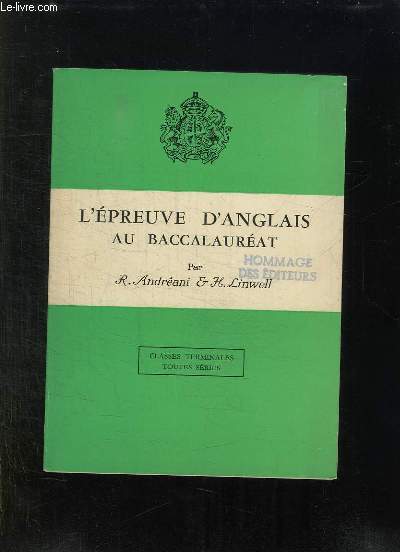 Le-livre.com
L'ÉPREUVE D'ANGLAIS
AU BACCALAURÉAT
HOMMAGE
DES ÉDITEURS
Par
R. Andréani & H. Linwell
CLASSES TERMINALES
TOUTES SÉRIES